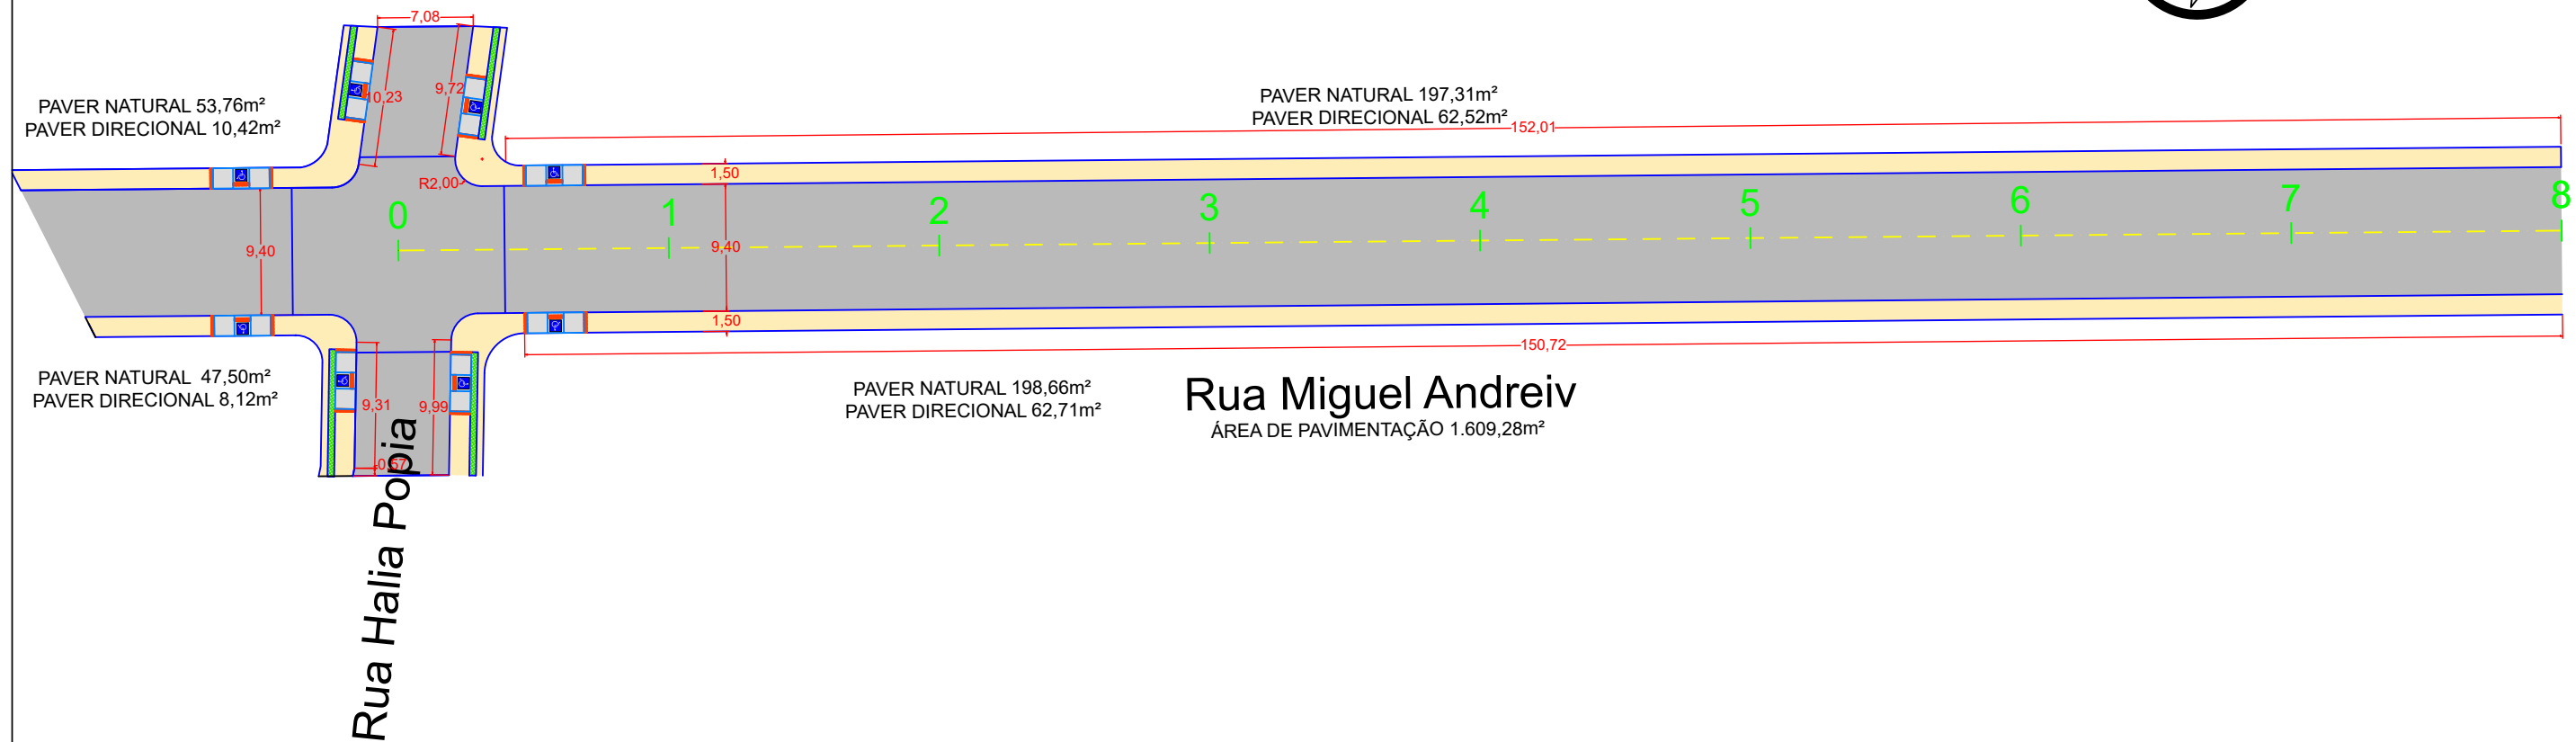 7,08
10,23
9,72
PAVER NATURAL 53,76m²
PAVER DIRECIONAL 10,42m²
PAVER NATURAL 197,31m²
PAVER DIRECIONAL 62,52m²
152,01
1,50
R2,00
0 1 2 3 4 5 6 7 8
9,40
9,40
1,50
150,72
PAVER NATURAL 47,50m²
PAVER DIRECIONAL 8,12m²
9,31
9,99
0,57
PAVER NATURAL 198,66m²
PAVER DIRECIONAL 62,71m²
Rua Miguel Andreiv
ÁREA DE PAVIMENTAÇÃO 1.609,28m²
Rua Halia Popia